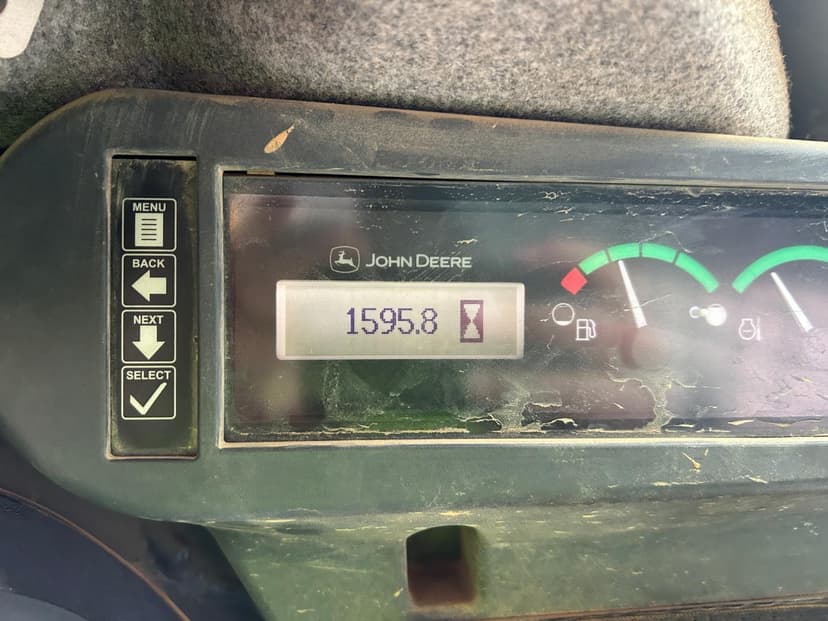 MENU
BACK
NEXT
SELECT
JOHN DEERE
1595.8